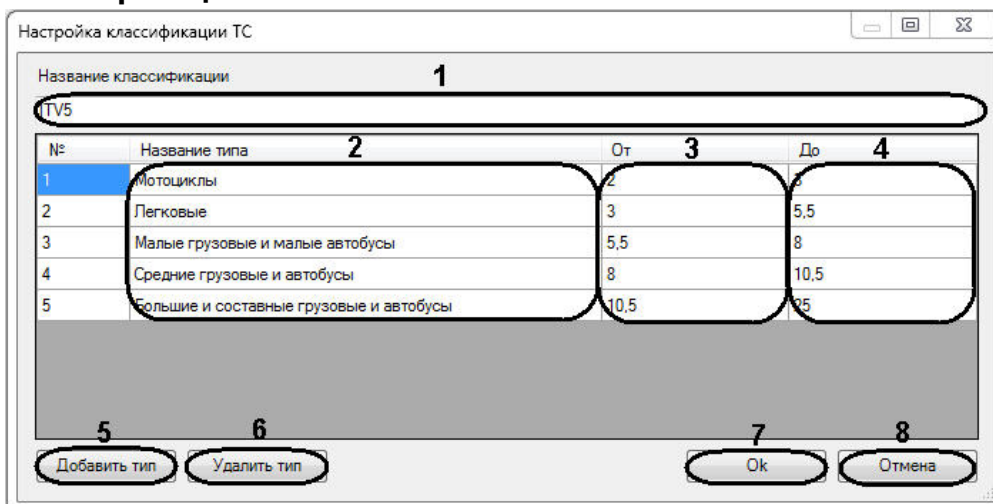 Настройка классификации ТС
Название классификации 1
TV5
№ Название типа 2 От 3 До 4
1 Мотоциклы 2 3
2 Легковые 3 5,5
3 Малые грузовые и малые автобусы 5,5 8
4 Средние грузовые и автобусы 8 10,5
5 Большие и составные грузовые и автобусы 10,5 25
5 6 7 8
Добавить тип Удалить тип Ok Отмена